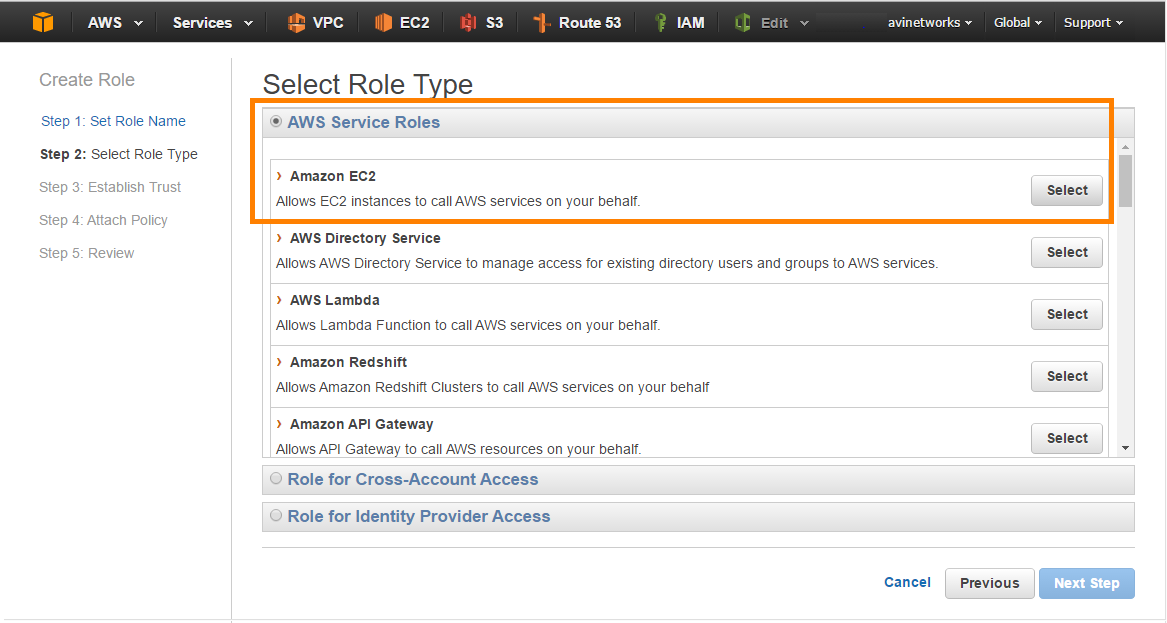 AWS Services VPC EC2 S3 Route 53 IAM Edit avinetworks Global Support
Create Role
Step 1: Set Role Name
Step 2: Select Role Type
Step 3: Establish Trust
Step 4: Attach Policy
Step 5: Review
Select Role Type
AWS Service Roles
Amazon EC2
Allows EC2 instances to call AWS services on your behalf.
Select
AWS Directory Service
Allows AWS Directory Service to manage access for existing directory users and groups to AWS services.
Select
AWS Lambda
Allows Lambda Function to call AWS services on your behalf.
Select
Amazon Redshift
Allows Amazon Redshift Clusters to call AWS services on your behalf
Select
Amazon API Gateway
Allows API Gateway to call AWS resources on your behalf.
Select
Role for Cross-Account Access
Role for Identity Provider Access
Cancel Previous Next Step